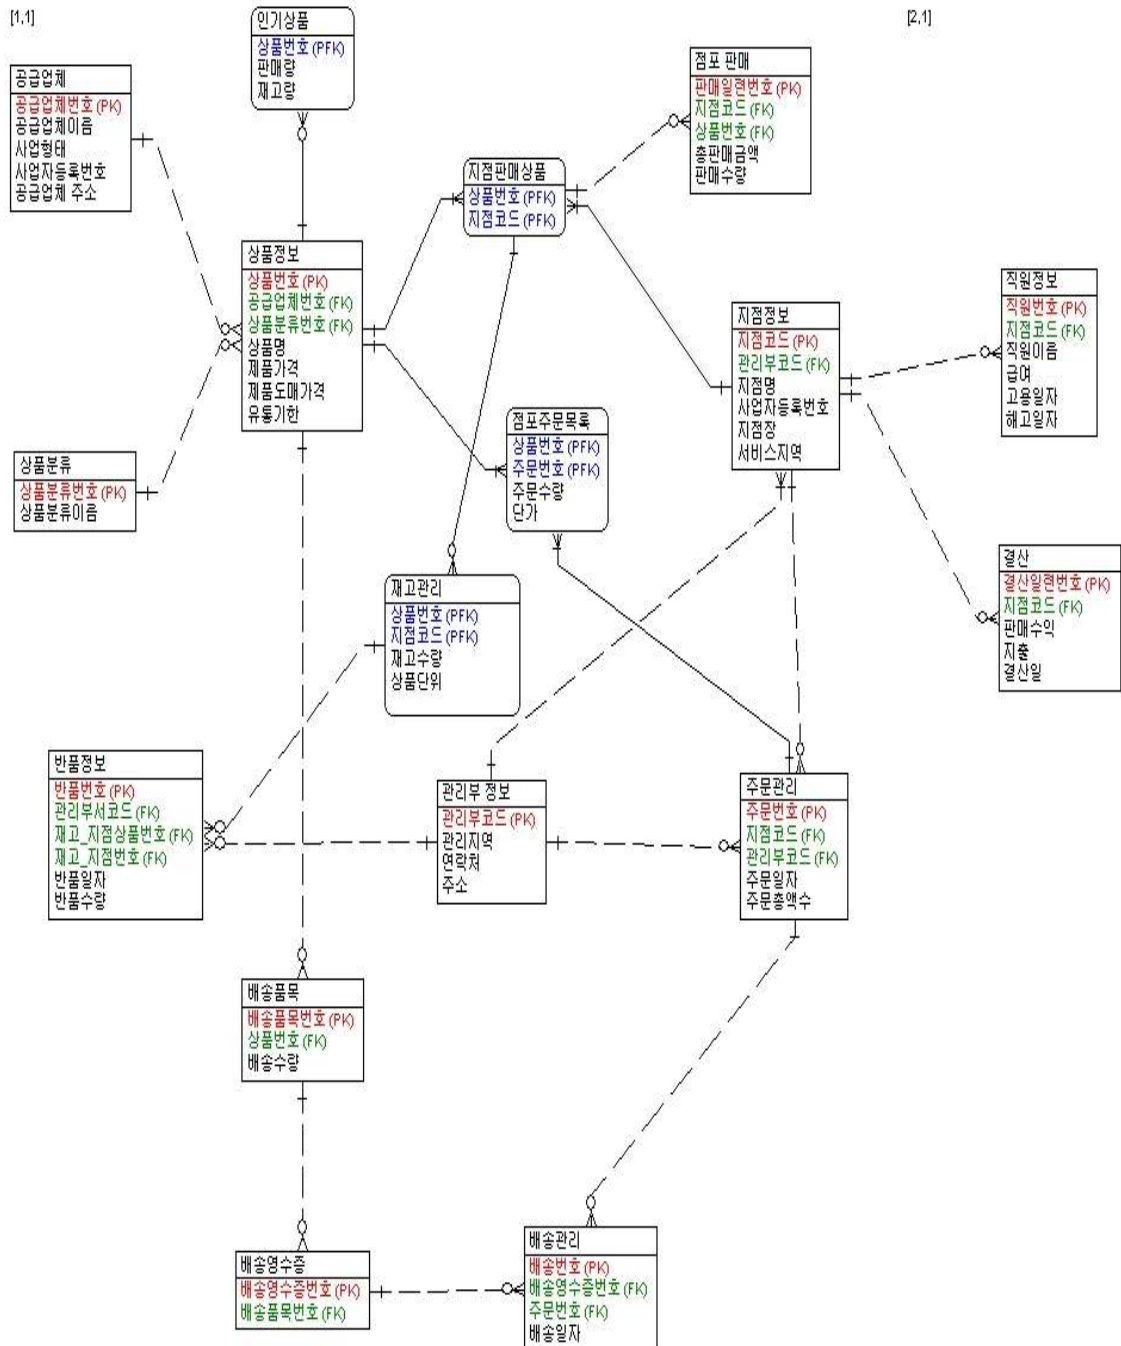 [1,1]
[2,1]
인기상품
상품번호 (PFK)
판매량
재고량
공급업체
공급업체번호 (PK)
공급업체이름
사업형태
사업자등록번호
공급업체 주소
점포 판매
판매일련번호 (PK)
지점코드 (FK)
상품번호 (FK)
총판매금액
판매수량
지점판매상품
상품번호 (PFK)
지점코드 (PFK)
상품정보
상품번호 (PK)
공급업체번호 (FK)
상품분류번호 (FK)
상품명
제품가격
제품도매가격
유통기한
지점정보
지점코드 (PK)
관리부코드 (FK)
지점명
사업자등록번호
지점장
서비스지역
직원정보
직원번호 (PK)
지점코드 (FK)
직원이름
급여
고용일자
해고일자
상품분류
상품분류번호 (PK)
상품분류이름
점포주문목록
상품번호 (PFK)
주문번호 (PFK)
주문수량
단가
결산
결산일련번호 (PK)
지점코드 (FK)
판매수익
지출
결산일
재고관리
상품번호 (PFK)
지점코드 (PFK)
재고수량
상품단위
반품정보
반품번호 (PK)
관리부서코드 (FK)
재고_지점상품번호 (FK)
재고_지점번호 (FK)
반품일자
반품수량
관리부 정보
관리부코드 (PK)
관리지역
연락처
주소
주문관리
주문번호 (PK)
지점코드 (FK)
관리부코드 (FK)
주문일자
주문총액수
배송품목
배송품목번호 (PK)
상품번호 (FK)
배송수량
배송영수증
배송영수증번호 (PK)
배송품목번호 (FK)
배송관리
배송번호 (PK)
배송영수증번호 (FK)
주문번호 (FK)
배송일자